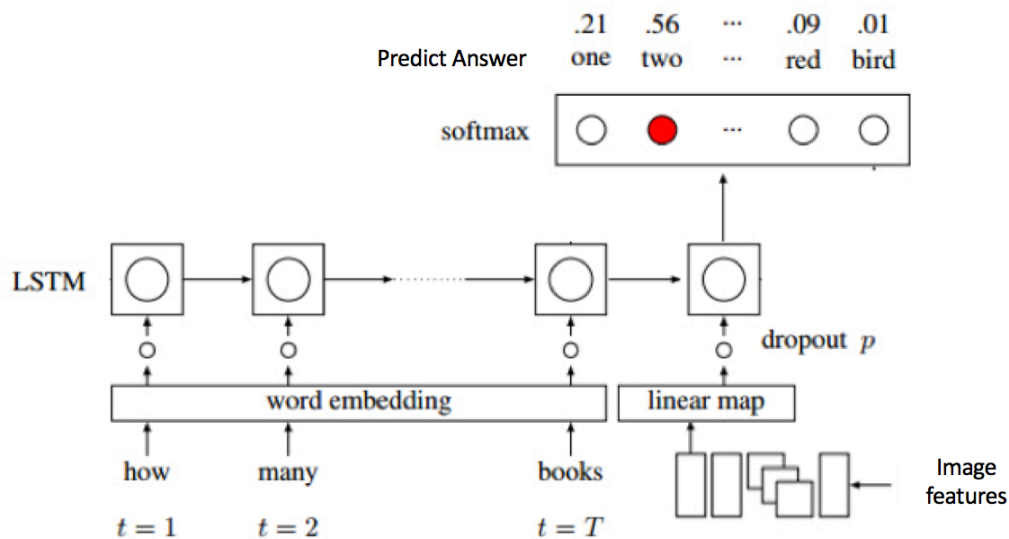 .21 .56 ... .09 .01
Predict Answer one two ... red bird
softmax ...
LSTM
dropout p
word embedding linear map
how many books
Image
features
t = 1 t = 2 t = T